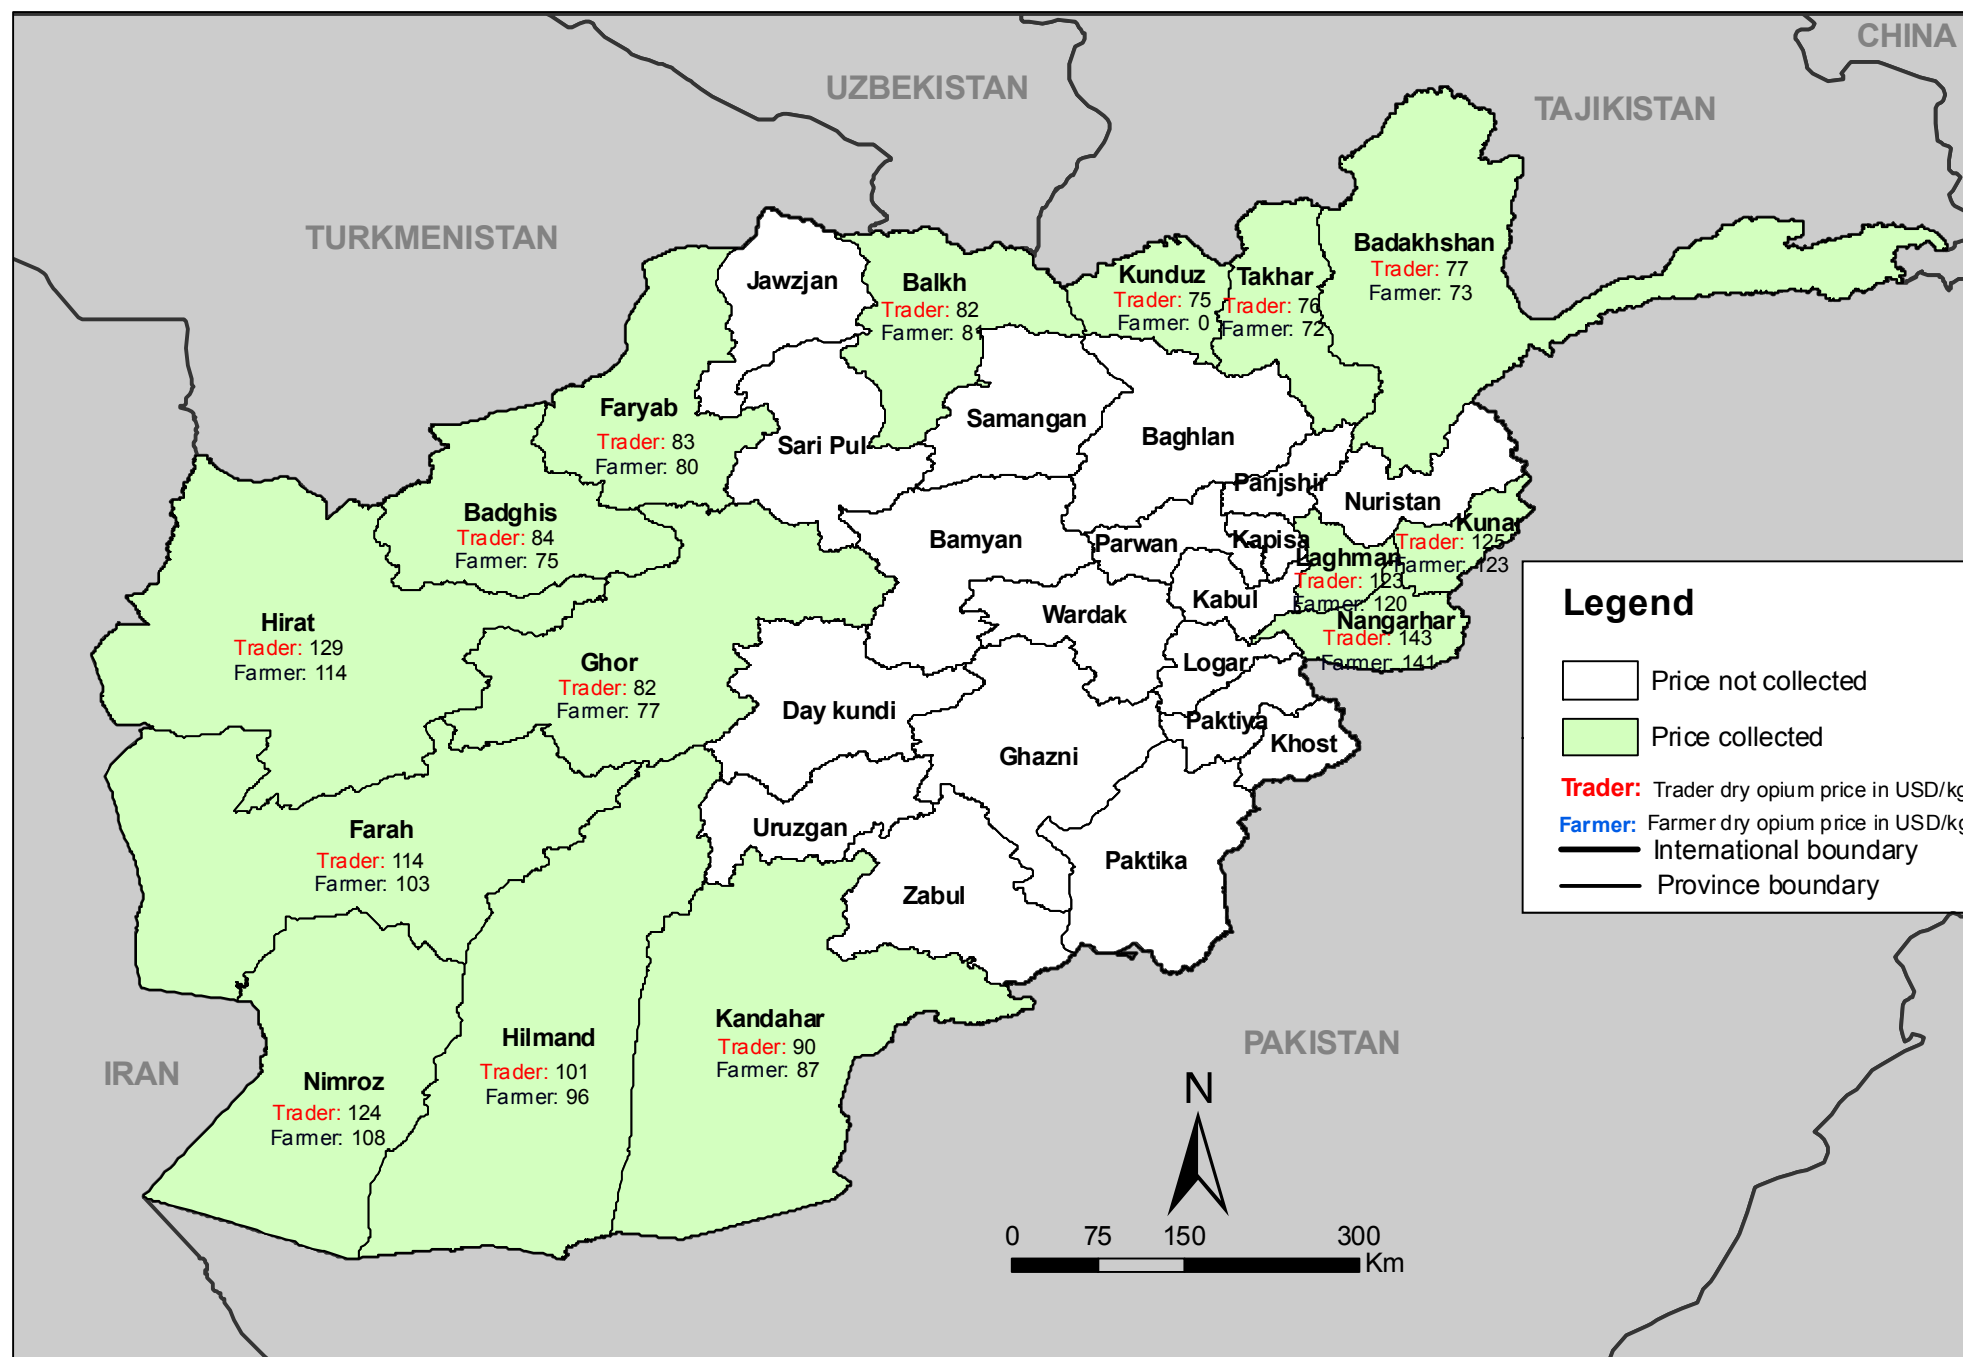 CHINA
UZBEKISTAN
TAJIKISTAN
TURKMENISTAN
Badakhshan
Trader: 77
Farmer: 73
Jawzjan
Balkh
Trader: 82
Farmer: 81
Kunduz
Trader: 75
Farmer: 0
Takhar
Trader: 76
Farmer: 72
Faryab
Trader: 83
Farmer: 80
Sari Pul
Samangan
Baghlan
Panjshir
Nuristan
Badghis
Trader: 84
Farmer: 75
Bamyan
Parwan
Kapisa
Kunar
Trader: 125
Farmer: 123
Laghman
Trader: 123
Farmer: 120
Hirat
Trader: 129
Farmer: 114
Wardak
Kabul
Nangarhar
Trader: 143
Farmer: 141
Ghor
Trader: 82
Farmer: 77
Logar
Day kundi
Paktiya
Khost
Ghazni
Farah
Trader: 114
Farmer: 103
Uruzgan
Zabul
Paktika
Kandahar
Trader: 90
Farmer: 87
Hilmand
Trader: 101
Farmer: 96
Nimroz
Trader: 124
Farmer: 108
IRAN
PAKISTAN
Legend
Price not collected
Price collected
Trader: Trader dry opium price in USD/kg
Farmer: Farmer dry opium price in USD/kg
International boundary
Province boundary
N
0 75 150 300
Km